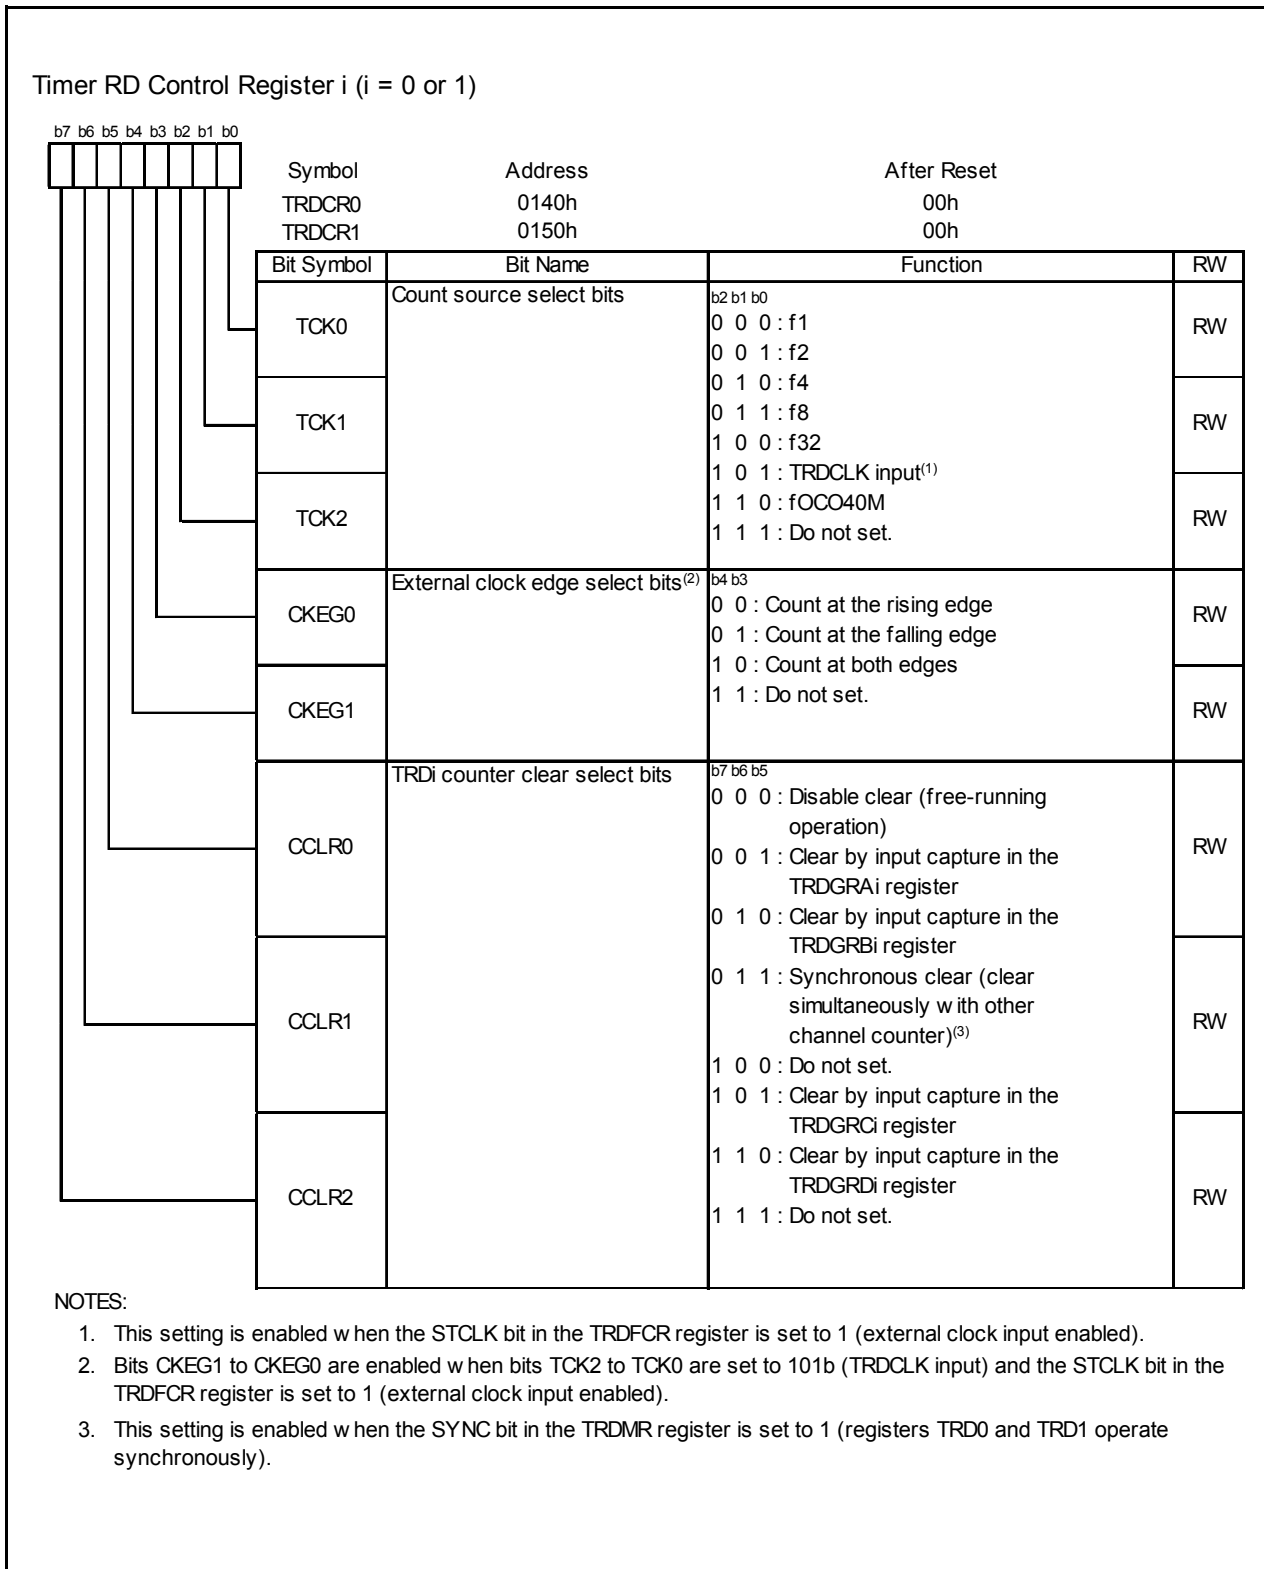 Timer RD Control Register i (i = 0 or 1)
b7 b6 b5 b4 b3 b2 b1 b0
Symbol Address After Reset
TRDCR0 0140h 00h
TRDCR1 0150h 00h
Bit Symbol Bit Name Function RW
TCK0 Count source select bits b2 b1 b0 RW
0 0 0 : f1
0 0 1 : f2
0 1 0 : f4
TCK1 0 1 1 : f8 RW
1 0 0 : f32
1 0 1 : TRDCLK input(1)
TCK2 1 1 0 : fOCO40M RW
1 1 1 : Do not set.
CKEG0 External clock edge select bits(2) b4 b3 RW
0 0 : Count at the rising edge
0 1 : Count at the falling edge
1 0 : Count at both edges
CKEG1 1 1 : Do not set. RW
CCLR0 TRDi counter clear select bits b7 b6 b5 RW
0 0 0 : Disable clear (free-running
operation)
0 0 1 : Clear by input capture in the
TRDGRAi register
0 1 0 : Clear by input capture in the
TRDGRBi register
0 1 1 : Synchronous clear (clear
simultaneously with other
CCLR1 channel counter)(3) RW
1 0 0 : Do not set.
1 0 1 : Clear by input capture in the
TRDGRCi register
1 1 0 : Clear by input capture in the
TRDGRDi register
CCLR2 1 1 1 : Do not set. RW
NOTES:
1. This setting is enabled when the STCLK bit in the TRDFCR register is set to 1 (external clock input enabled).
2. Bits CKEG1 to CKEG0 are enabled when bits TCK2 to TCK0 are set to 101b (TRDCLK input) and the STCLK bit in the
TRDFCR register is set to 1 (external clock input enabled).
3. This setting is enabled when the SYNC bit in the TRDMR register is set to 1 (registers TRD0 and TRD1 operate
synchronously).